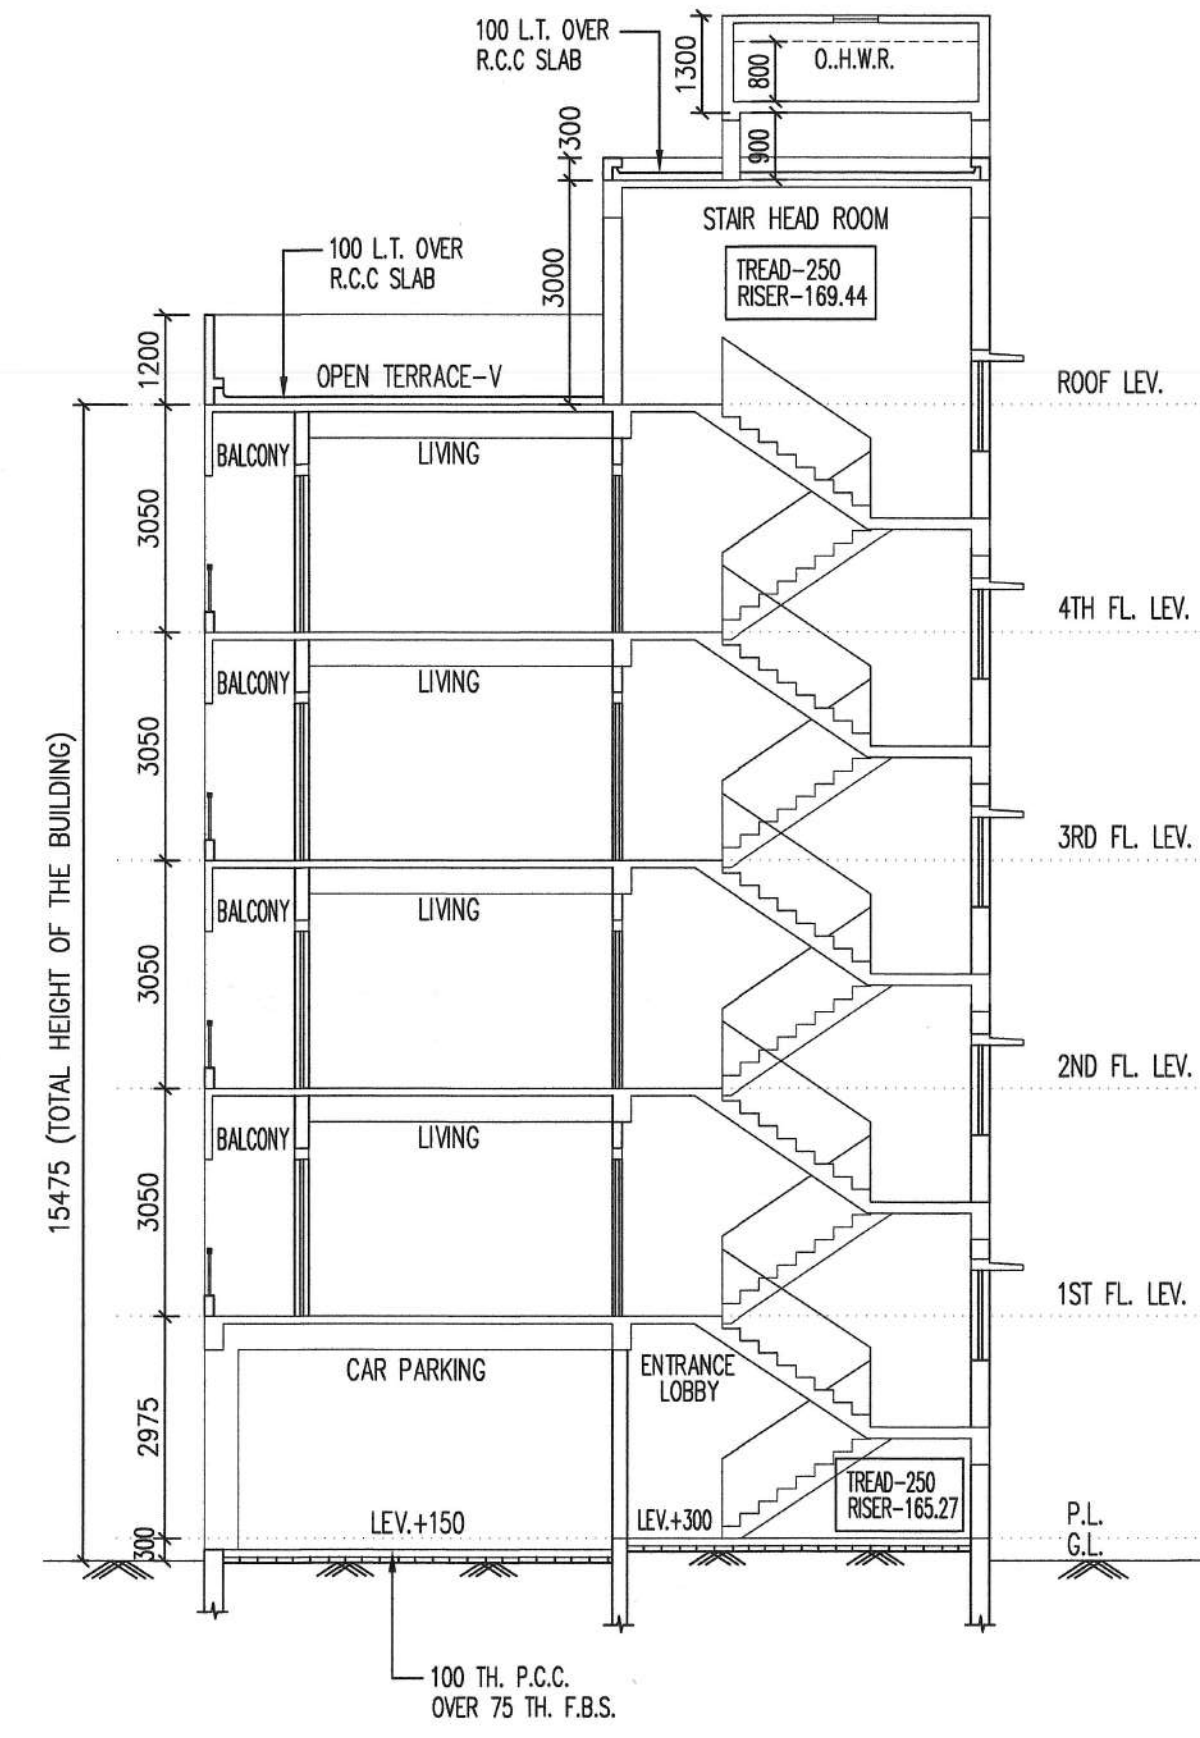 100 L.T. OVER
R.C.C SLAB
1300
800
O..H.W.R.
300
900
STAIR HEAD ROOM
100 L.T. OVER
R.C.C SLAB
3000
TREAD-250
RISER-169.44
1200
OPEN TERRACE-V
ROOF LEV.
BALCONY
LIVING
3050
4TH FL. LEV.
BALCONY
LIVING
3050
3RD FL. LEV.
BALCONY
LIVING
3050
2ND FL. LEV.
BALCONY
LIVING
3050
1ST FL. LEV.
15475 (TOTAL HEIGHT OF THE BUILDING)
CAR PARKING
ENTRANCE
LOBBY
2975
TREAD-250
RISER-165.27
LEV.+150
LEV.+300
P.L.
G.L.
300
100 TH. P.C.C.
OVER 75 TH. F.B.S.